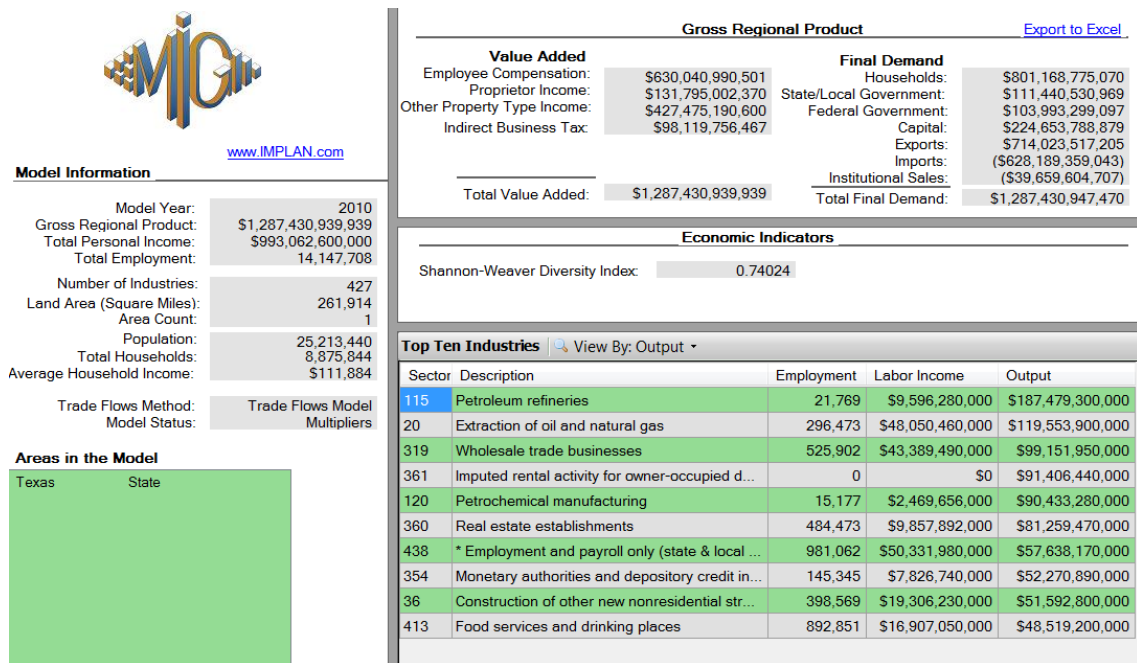 MIG
www.IMPLAN.com
Model Information
Model Year: 2010
Gross Regional Product: $1,287,430,939,939
Total Personal Income: $993,062,600,000
Total Employment: 14,147,708
Number of Industries: 427
Land Area (Square Miles): 261,914
Area Count: 1
Population: 25,213,440
Total Households: 8,875,844
Average Household Income: $111,884
Trade Flows Method: Trade Flows Model
Model Status: Multipliers
Areas in the Model
Texas State
Gross Regional Product Export to Excel
Value Added
Employee Compensation: $630,040,990,501
Proprietor Income: $131,795,002,370
Other Property Type Income: $427,475,190,600
Indirect Business Tax: $98,119,756,467
Total Value Added: $1,287,430,939,939
Final Demand
Households: $801,168,775,070
State/Local Government: $111,440,530,969
Federal Government: $103,993,299,097
Capital: $224,653,788,879
Exports: $714,023,517,205
Imports: ($628,189,359,043)
Institutional Sales: ($39,659,604,707)
Total Final Demand: $1,287,430,947,470
Economic Indicators
Shannon-Weaver Diversity Index: 0.74024
Top Ten Industries View By: Output
Sector Description Employment Labor Income Output
115 Petroleum refineries 21,769 $9,596,280,000 $187,479,300,000
20 Extraction of oil and natural gas 296,473 $48,050,460,000 $119,553,900,000
319 Wholesale trade businesses 525,902 $43,389,490,000 $99,151,950,000
361 Imputed rental activity for owner-occupied d... 0 $0 $91,406,440,000
120 Petrochemical manufacturing 15,177 $2,469,656,000 $90,433,280,000
360 Real estate establishments 484,473 $9,857,892,000 $81,259,470,000
438 * Employment and payroll only (state & local ... 981,062 $50,331,980,000 $57,638,170,000
354 Monetary authorities and depository credit in... 145,345 $7,826,740,000 $52,270,890,000
36 Construction of other new nonresidential str... 398,569 $19,306,230,000 $51,592,800,000
413 Food services and drinking places 892,851 $16,907,050,000 $48,519,200,000